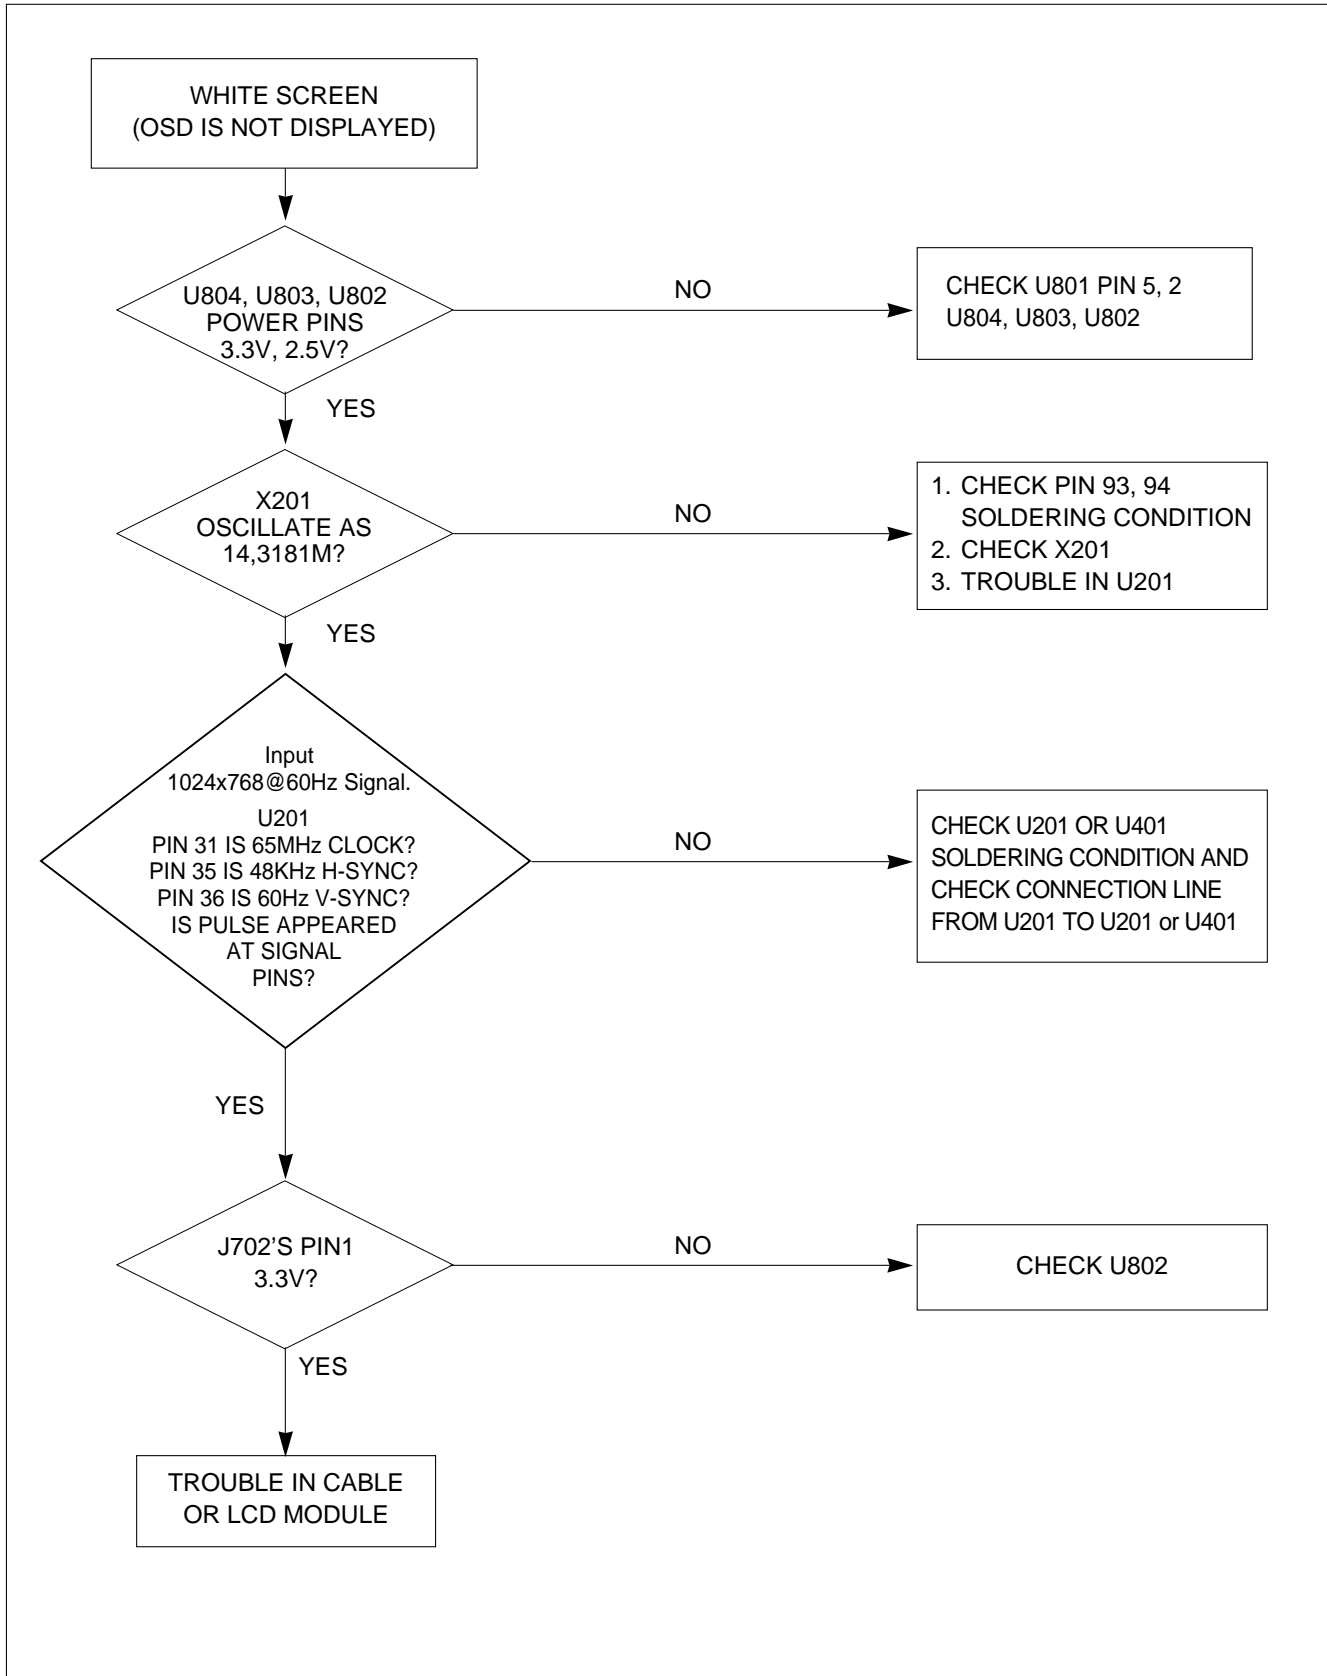 WHITE SCREEN
(OSD IS NOT DISPLAYED)
U804, U803, U802
POWER PINS
3.3V, 2.5V?
NO
CHECK U801 PIN 5, 2
U804, U803, U802
YES
X201
OSCILLATE AS
14,3181M?
NO
1. CHECK PIN 93, 94
SOLDERING CONDITION
2. CHECK X201
3. TROUBLE IN U201
YES
Input
1024x768@60Hz Signal.
U201
PIN 31 IS 65MHz CLOCK?
PIN 35 IS 48KHz H-SYNC?
PIN 36 IS 60Hz V-SYNC?
IS PULSE APPEARED
AT SIGNAL
PINS?
NO
CHECK U201 OR U401
SOLDERING CONDITION AND
CHECK CONNECTION LINE
FROM U201 TO U201 or U401
YES
J702'S PIN1
3.3V?
NO
CHECK U802
YES
TROUBLE IN CABLE
OR LCD MODULE